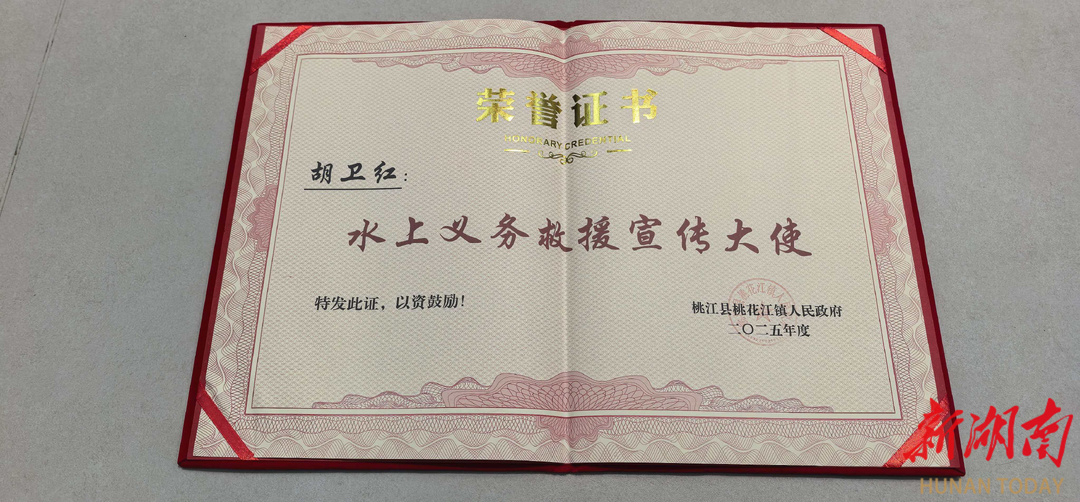 荣誉证书
HONORARY CREDENTIAL
胡卫红：
水上义务救援宣传大使
特发此证，以资鼓励！
桃江县桃花江镇人民政府
二〇二五年度
新湖南
HUNAN TODAY